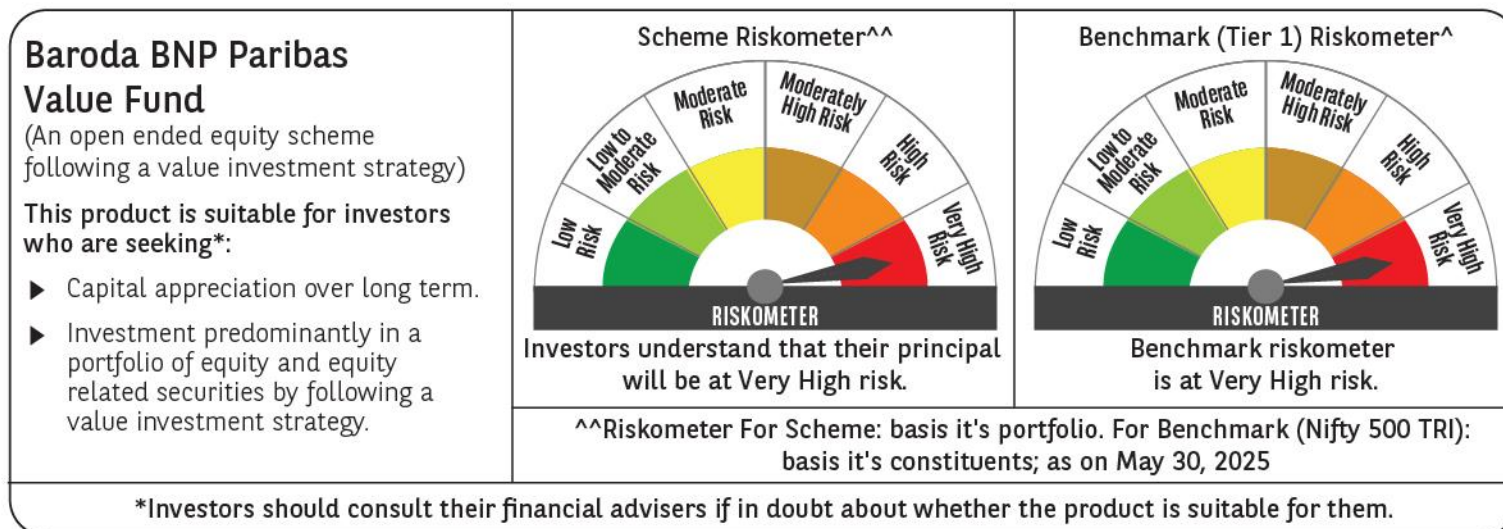 Baroda BNP Paribas
Value Fund
(An open ended equity scheme
following a value investment strategy)
This product is suitable for investors
who are seeking*:
▶ Capital appreciation over long term.
▶ Investment predominantly in a
portfolio of equity and equity
related securities by following a
value investment strategy.
Scheme Riskometer^^
Low
Risk
Low to
Moderate
Risk
Moderate
Risk
Moderately
High Risk
High
Risk
Very High
Risk
RISKOMETER
Investors understand that their principal
will be at Very High risk.
Benchmark (Tier 1) Riskometer^
Low
Risk
Low to
Moderate
Risk
Moderate
Risk
Moderately
High Risk
High
Risk
Very High
Risk
RISKOMETER
Benchmark riskometer
is at Very High risk.
^^Riskometer For Scheme: basis it's portfolio. For Benchmark (Nifty 500 TRI):
basis it's constituents; as on May 30, 2025
*Investors should consult their financial advisers if in doubt about whether the product is suitable for them.